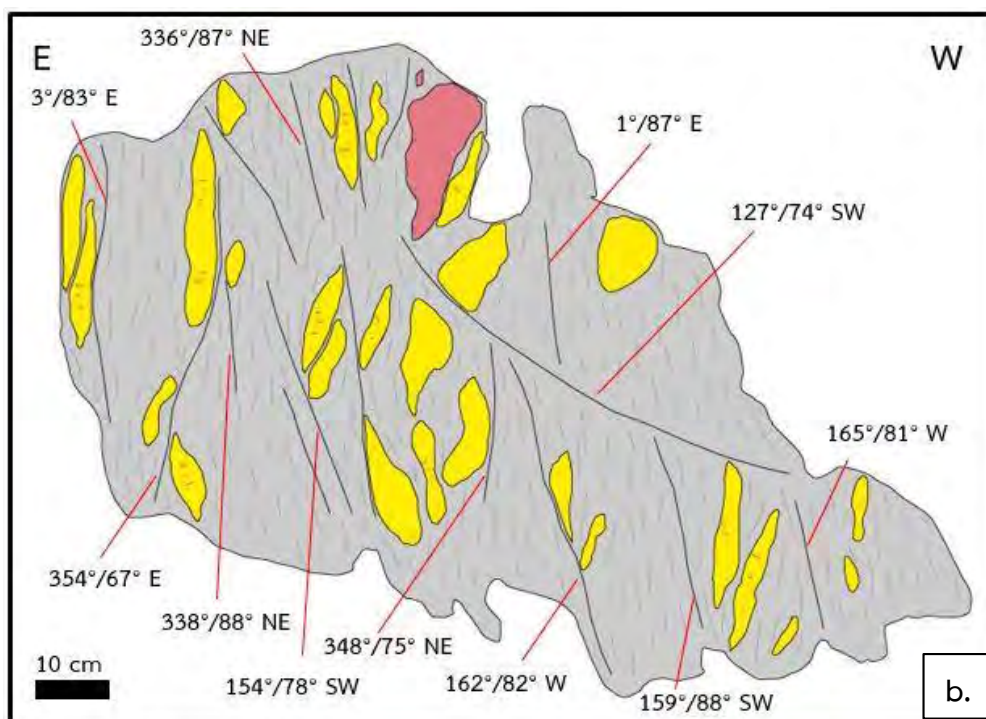 336°/87° NE
E
W
3°/83° E
1°/87° E
127°/74° SW
165°/81° W
354°/67° E
338°/88° NE
348°/75° NE
154°/78° SW
162°/82° W
159°/88° SW
10 cm
b.